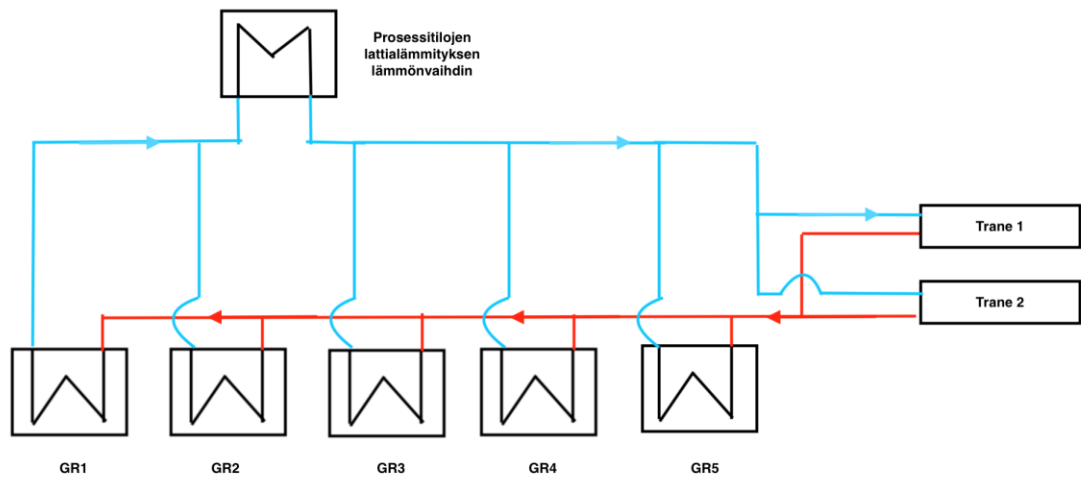 Prosessitilojen
lattialämmityksen
lämmönvaihdin
Trane 1
Trane 2
GR1
GR2
GR3
GR4
GR5